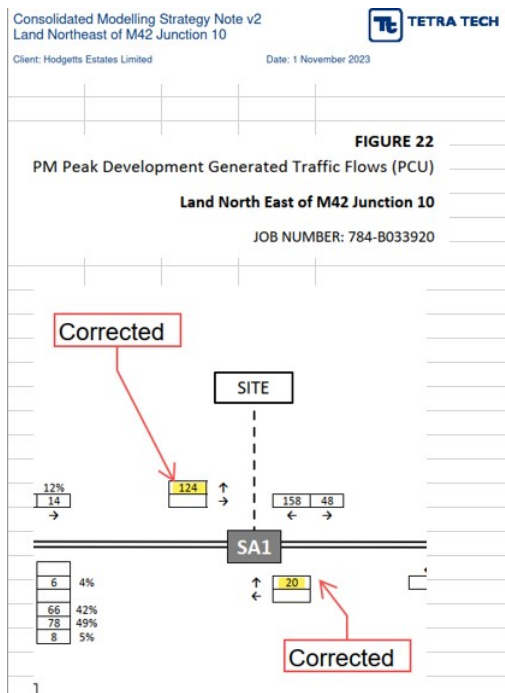 Consolidated Modelling Strategy Note v2
Land Northeast of M42 Junction 10
Tt TETRA TECH
Client: Hodgetts Estates Limited Date: 1 November 2023
FIGURE 22
PM Peak Development Generated Traffic Flows (PCU)
Land North East of M42 Junction 10
JOB NUMBER: 784-B033920
Corrected
SITE
12%
14
→
124 ↑
→
158 48
← →
SA1
6 4%
66 42%
78 49%
8 5%
↑ 20
←
Corrected